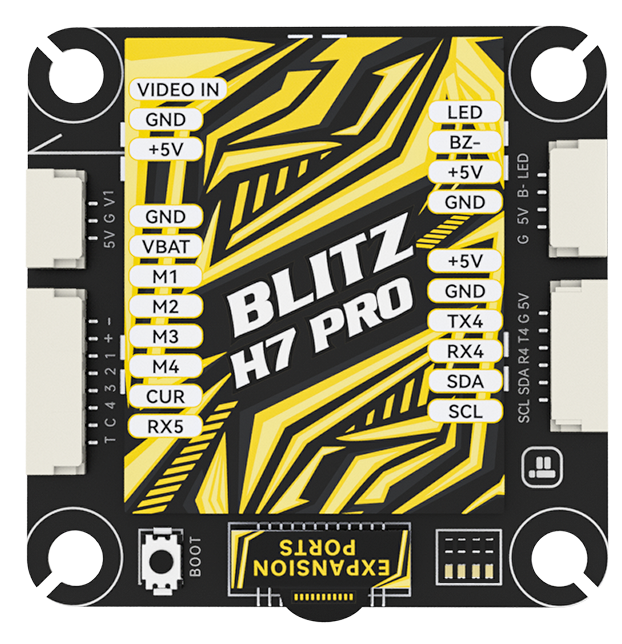 VIDEO IN
GND
+5V
GND
VBAT
M1
M2
M3
M4
CUR
RX5
LED
BZ-
+5V
GND
+5V
GND
TX4
RX4
SDA
SCL
BLITZ
H7 PRO
5V G V1
T C 4 3 2 1 + -
G 5V B- LED
SCL SDA R4 T4 G 5V
BOOT
EXPANSION
PORTS